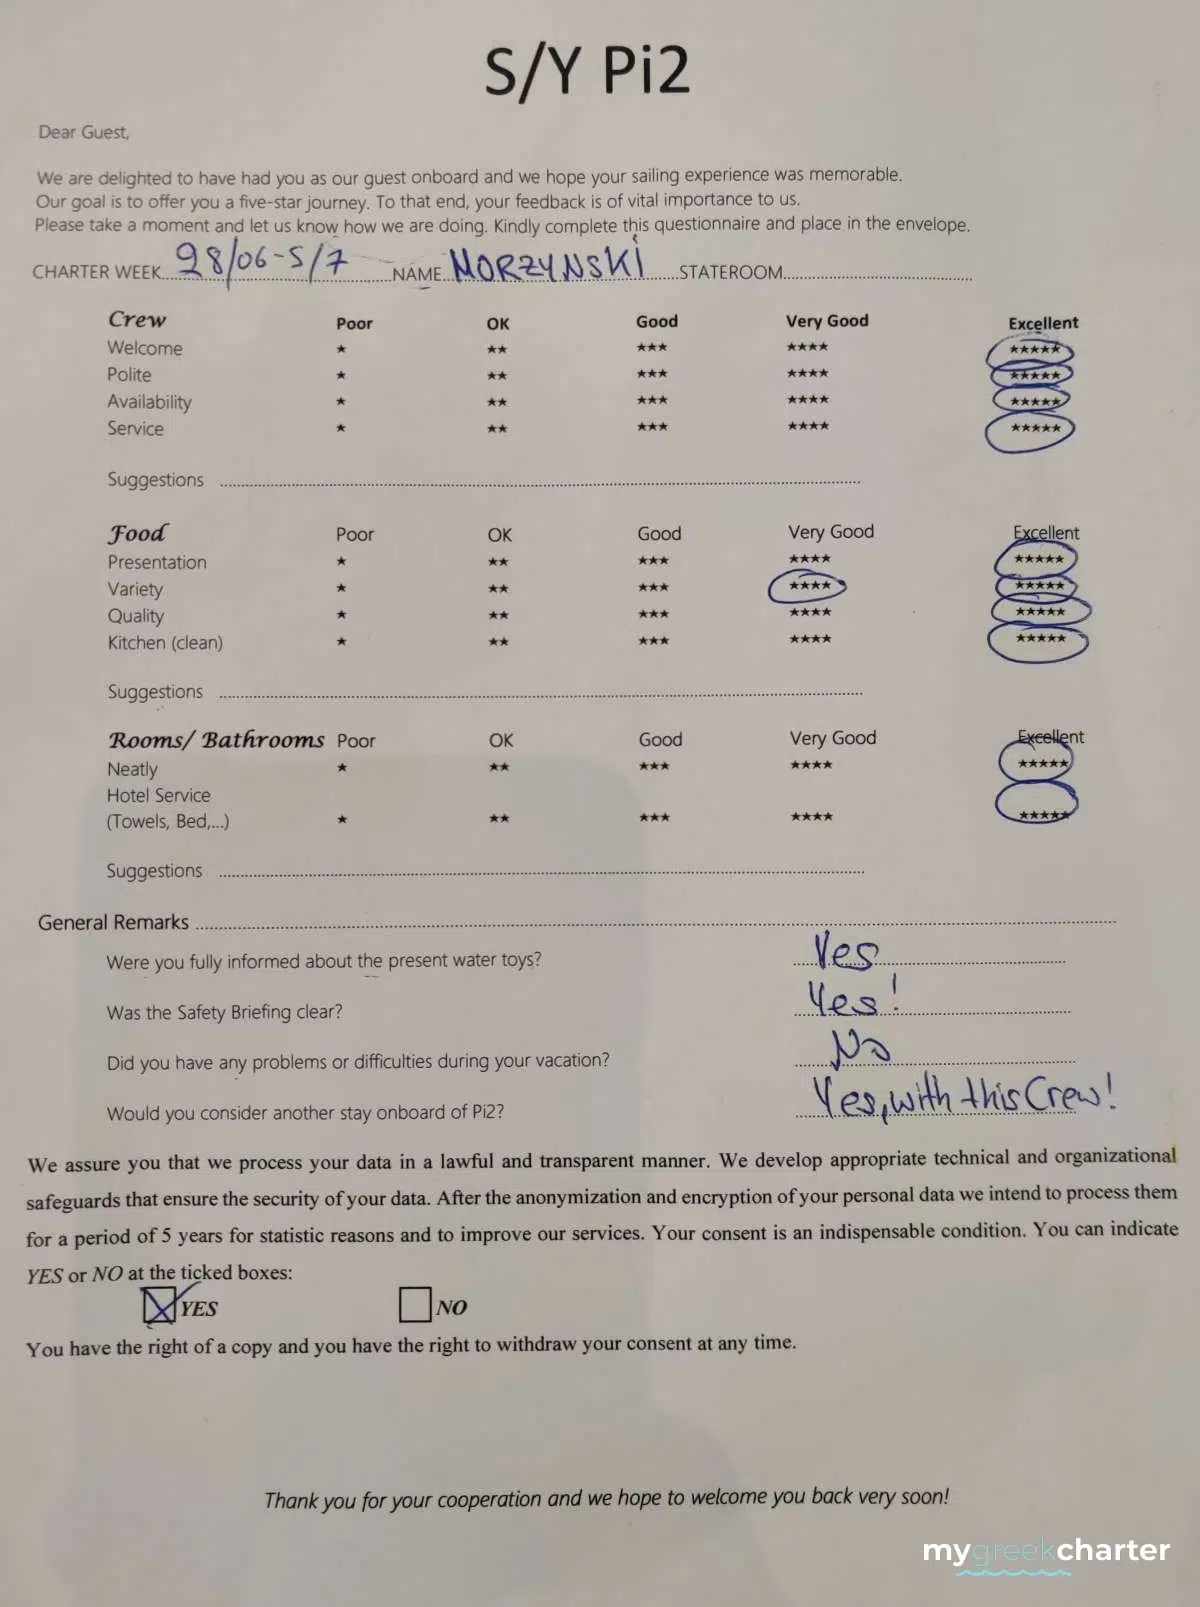 S/Y Pi2
Dear Guest,
We are delighted to have had you as our guest onboard and we hope your sailing experience was memorable.
Our goal is to offer you a five-star journey. To that end, your feedback is of vital importance to us.
Please take a moment and let us know how we are doing. Kindly complete this questionnaire and place in the envelope.
CHARTER WEEK 28/06-5/7 NAME MORZYNSKI STATEROOM
Crew Poor OK Good Very Good Excellent
Welcome ★ ★★ ★★★ ★★★★ ★★★★★
Polite ★ ★★ ★★★ ★★★★ ★★★★★
Availability ★ ★★ ★★★ ★★★★ ★★★★★
Service ★ ★★ ★★★ ★★★★ ★★★★★
Suggestions
Food Poor OK Good Very Good Excellent
Presentation ★ ★★ ★★★ ★★★★ ★★★★★
Variety ★ ★★ ★★★ ★★★★ ★★★★★
Quality ★ ★★ ★★★ ★★★★ ★★★★★
Kitchen (clean) ★ ★★ ★★★ ★★★★ ★★★★★
Suggestions
Rooms/ Bathrooms Poor OK Good Very Good Excellent
Neatly ★ ★★ ★★★ ★★★★ ★★★★★
Hotel Service
(Towels, Bed,...) ★ ★★ ★★★ ★★★★ ★★★★★
Suggestions
General Remarks
Were you fully informed about the present water toys? Yes
Was the Safety Briefing clear? Yes!
Did you have any problems or difficulties during your vacation? No
Would you consider another stay onboard of Pi2? Yes, with this Crew!
We assure you that we process your data in a lawful and transparent manner. We develop appropriate technical and organizational
safeguards that ensure the security of your data. After the anonymization and encryption of your personal data we intend to process them
for a period of 5 years for statistic reasons and to improve our services. Your consent is an indispensable condition. You can indicate
YES or NO at the ticked boxes:
YES NO
You have the right of a copy and you have the right to withdraw your consent at any time.
Thank you for your cooperation and we hope to welcome you back very soon!
mygreekcharter